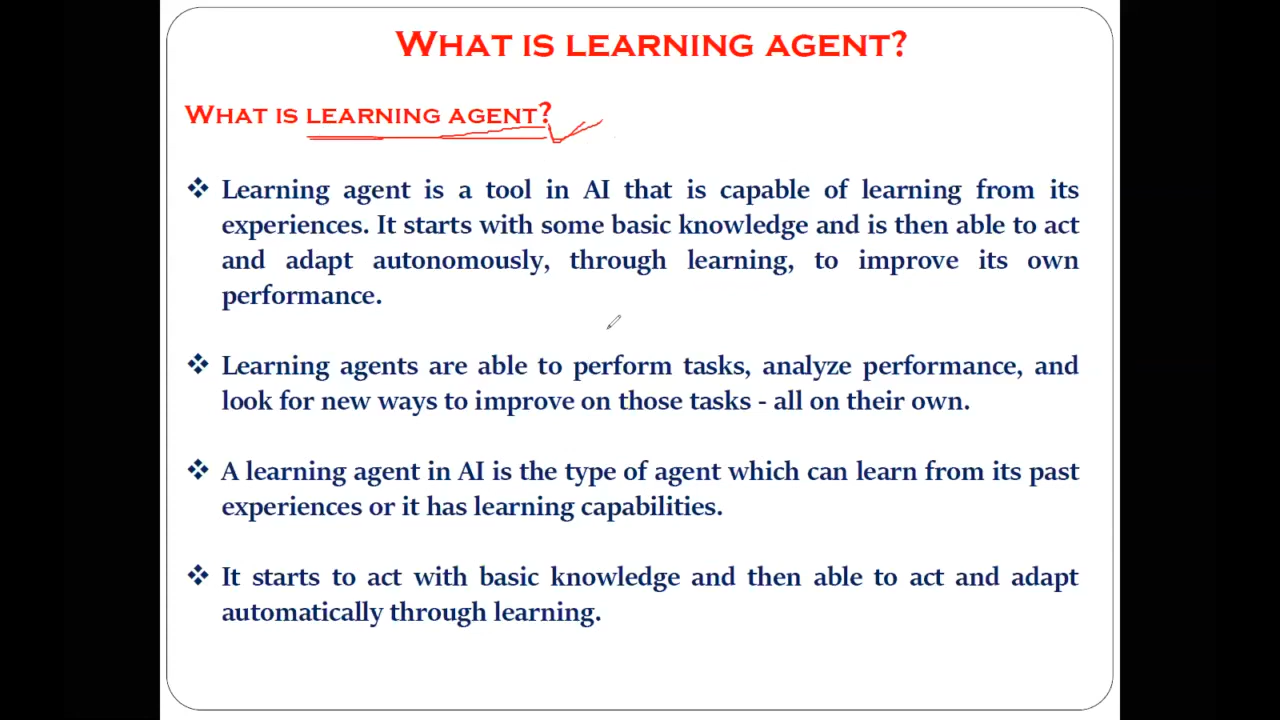 WHAT IS LEARNING AGENT?
WHAT IS LEARNING AGENT?
❖ Learning agent is a tool in AI that is capable of learning from its
experiences. It starts with some basic knowledge and is then able to act
and adapt autonomously, through learning, to improve its own
performance.
❖ Learning agents are able to perform tasks, analyze performance, and
look for new ways to improve on those tasks - all on their own.
❖ A learning agent in AI is the type of agent which can learn from its past
experiences or it has learning capabilities.
❖ It starts to act with basic knowledge and then able to act and adapt
automatically through learning.